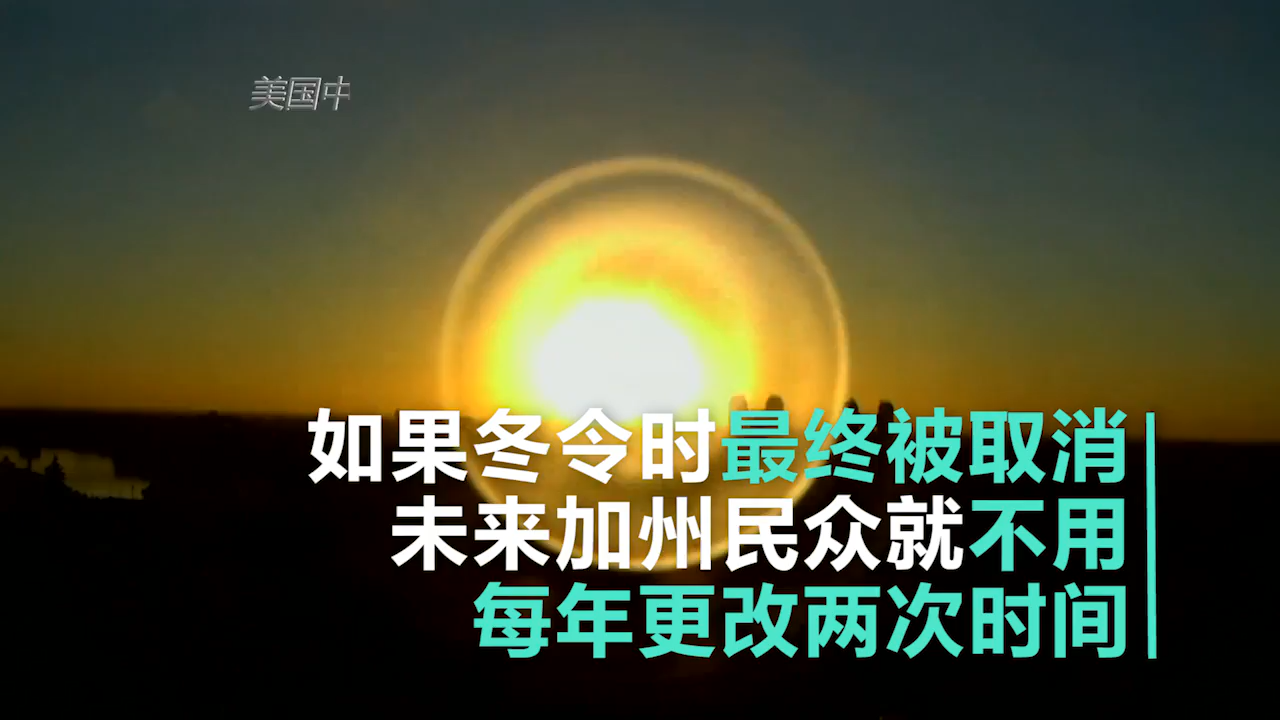 美国中
如果冬令时最终被取消
未来加州民众就不用
每年更改两次时间